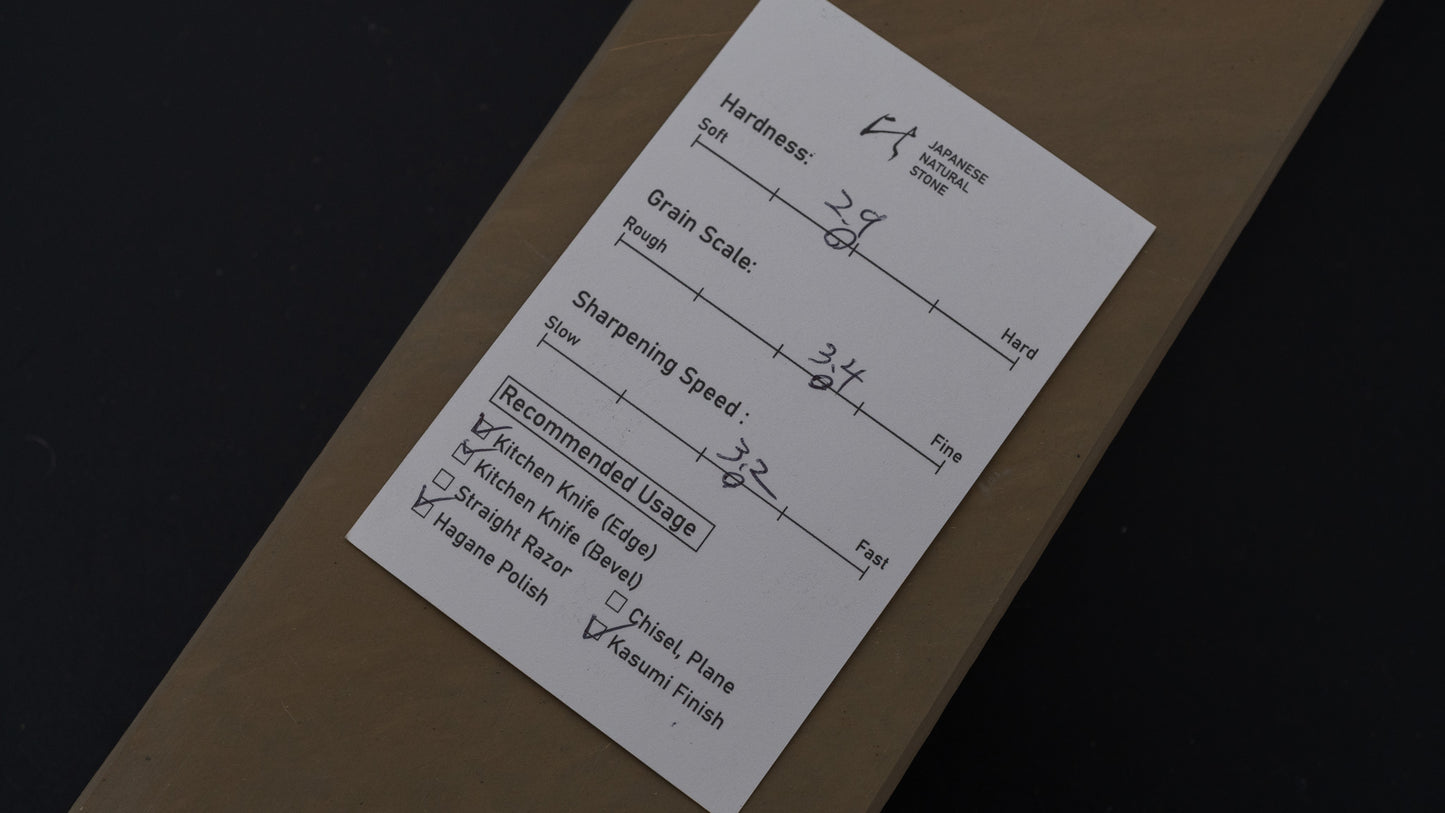 JAPANESE
NATURAL
STONE
Hardness:
Soft
2.9
Hard
Grain Scale:
Rough
3.4
Fine
Sharpening Speed :
Slow
3.2
Fast
Recommended Usage
Kitchen Knife (Edge)
Kitchen Knife (Bevel)
Straight Razor
Hagane Polish
Chisel, Plane
Kasumi Finish